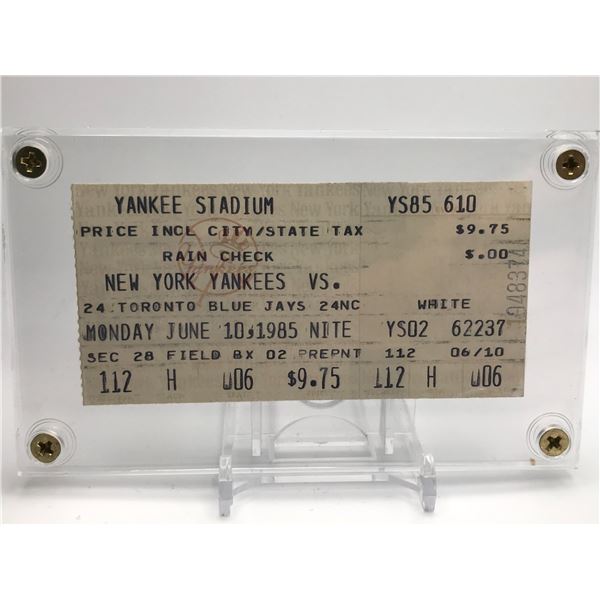 YANKEE STADIUM YS85 610
PRICE INCL CITY/STATE TAX $9.75
RAIN CHECK $.00
NEW YORK YANKEES VS.
24 TORONTO BLUE JAYS 24NC WHITE
MONDAY JUNE 10,1985 NITE YS02 62237
SEC 28 FIELD BX 02 PREPNT 112 06/10
112 H 006 $9.75 112 H 006